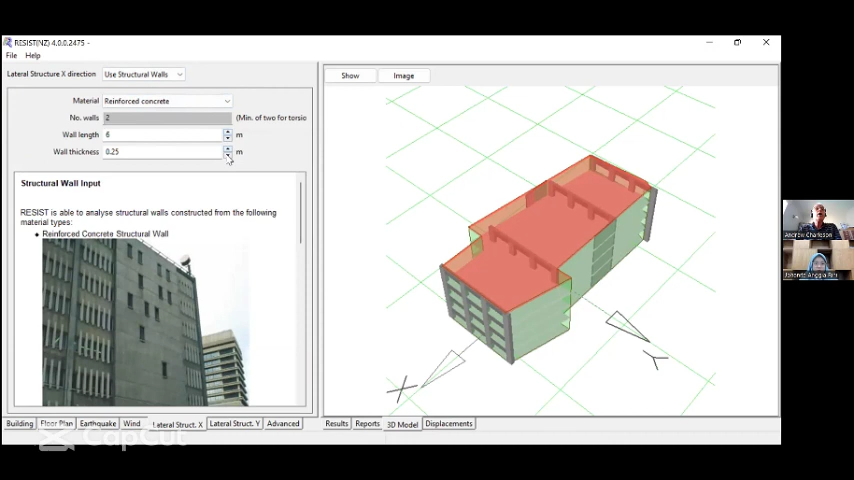 RESIST(NZ) 4.0.0.2475 -
File Help
Lateral Structure X direction Use Structural Walls
Material Reinforced concrete
No. walls 2 (Min. of two for torsio
Wall length 6 m
Wall thickness 0.25 m
Structural Wall Input
RESIST is able to analyse structural walls constructed from the following
material types:
Reinforced Concrete Structural Wall
Building Floor Plan Earthquake Wind Lateral Struct. X Lateral Struct. Y Advanced
Show Image
X
Y
Results Reports 3D Model Displacements
Andrew Charleson
CapCut